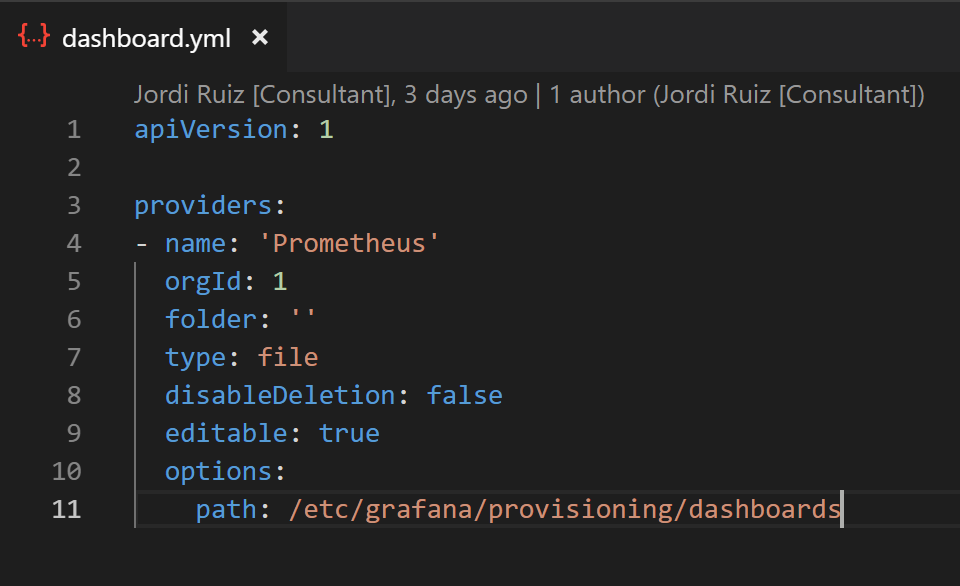 {...} dashboard.yml ×
Jordi Ruiz [Consultant], 3 days ago | 1 author (Jordi Ruiz [Consultant])
1 apiVersion: 1
2
3 providers:
4 - name: 'Prometheus'
5   orgId: 1
6   folder: ''
7   type: file
8   disableDeletion: false
9   editable: true
10   options:
11     path: /etc/grafana/provisioning/dashboards